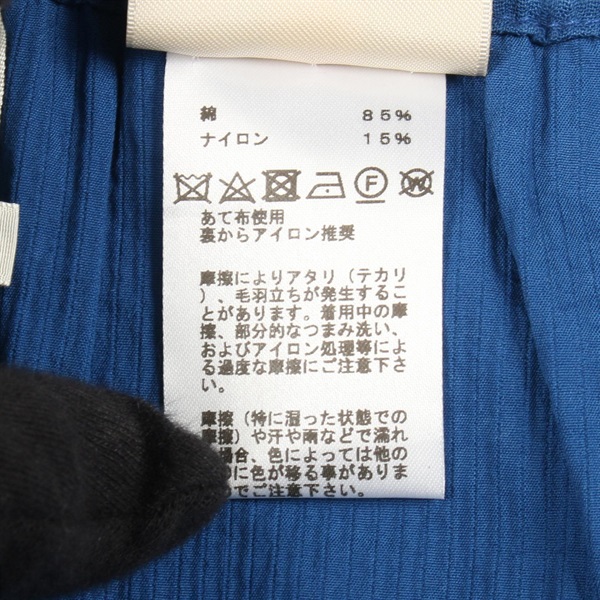 綿 85%
ナイロン 15%
F W
あて布使用
裏からアイロン推奨
摩擦によりアタリ（テカリ
）、毛羽立ちが発生するこ
とがあります。着用中の摩
擦、部分的なつまみ洗い、
およびアイロン処理等によ
る過度な摩擦にご注意下さ
い。
摩擦（特に湿った状態での
摩擦）や汗や雨などで濡れ
場合、色によっては他の
に色が移る事がありま
でご注意下さい。